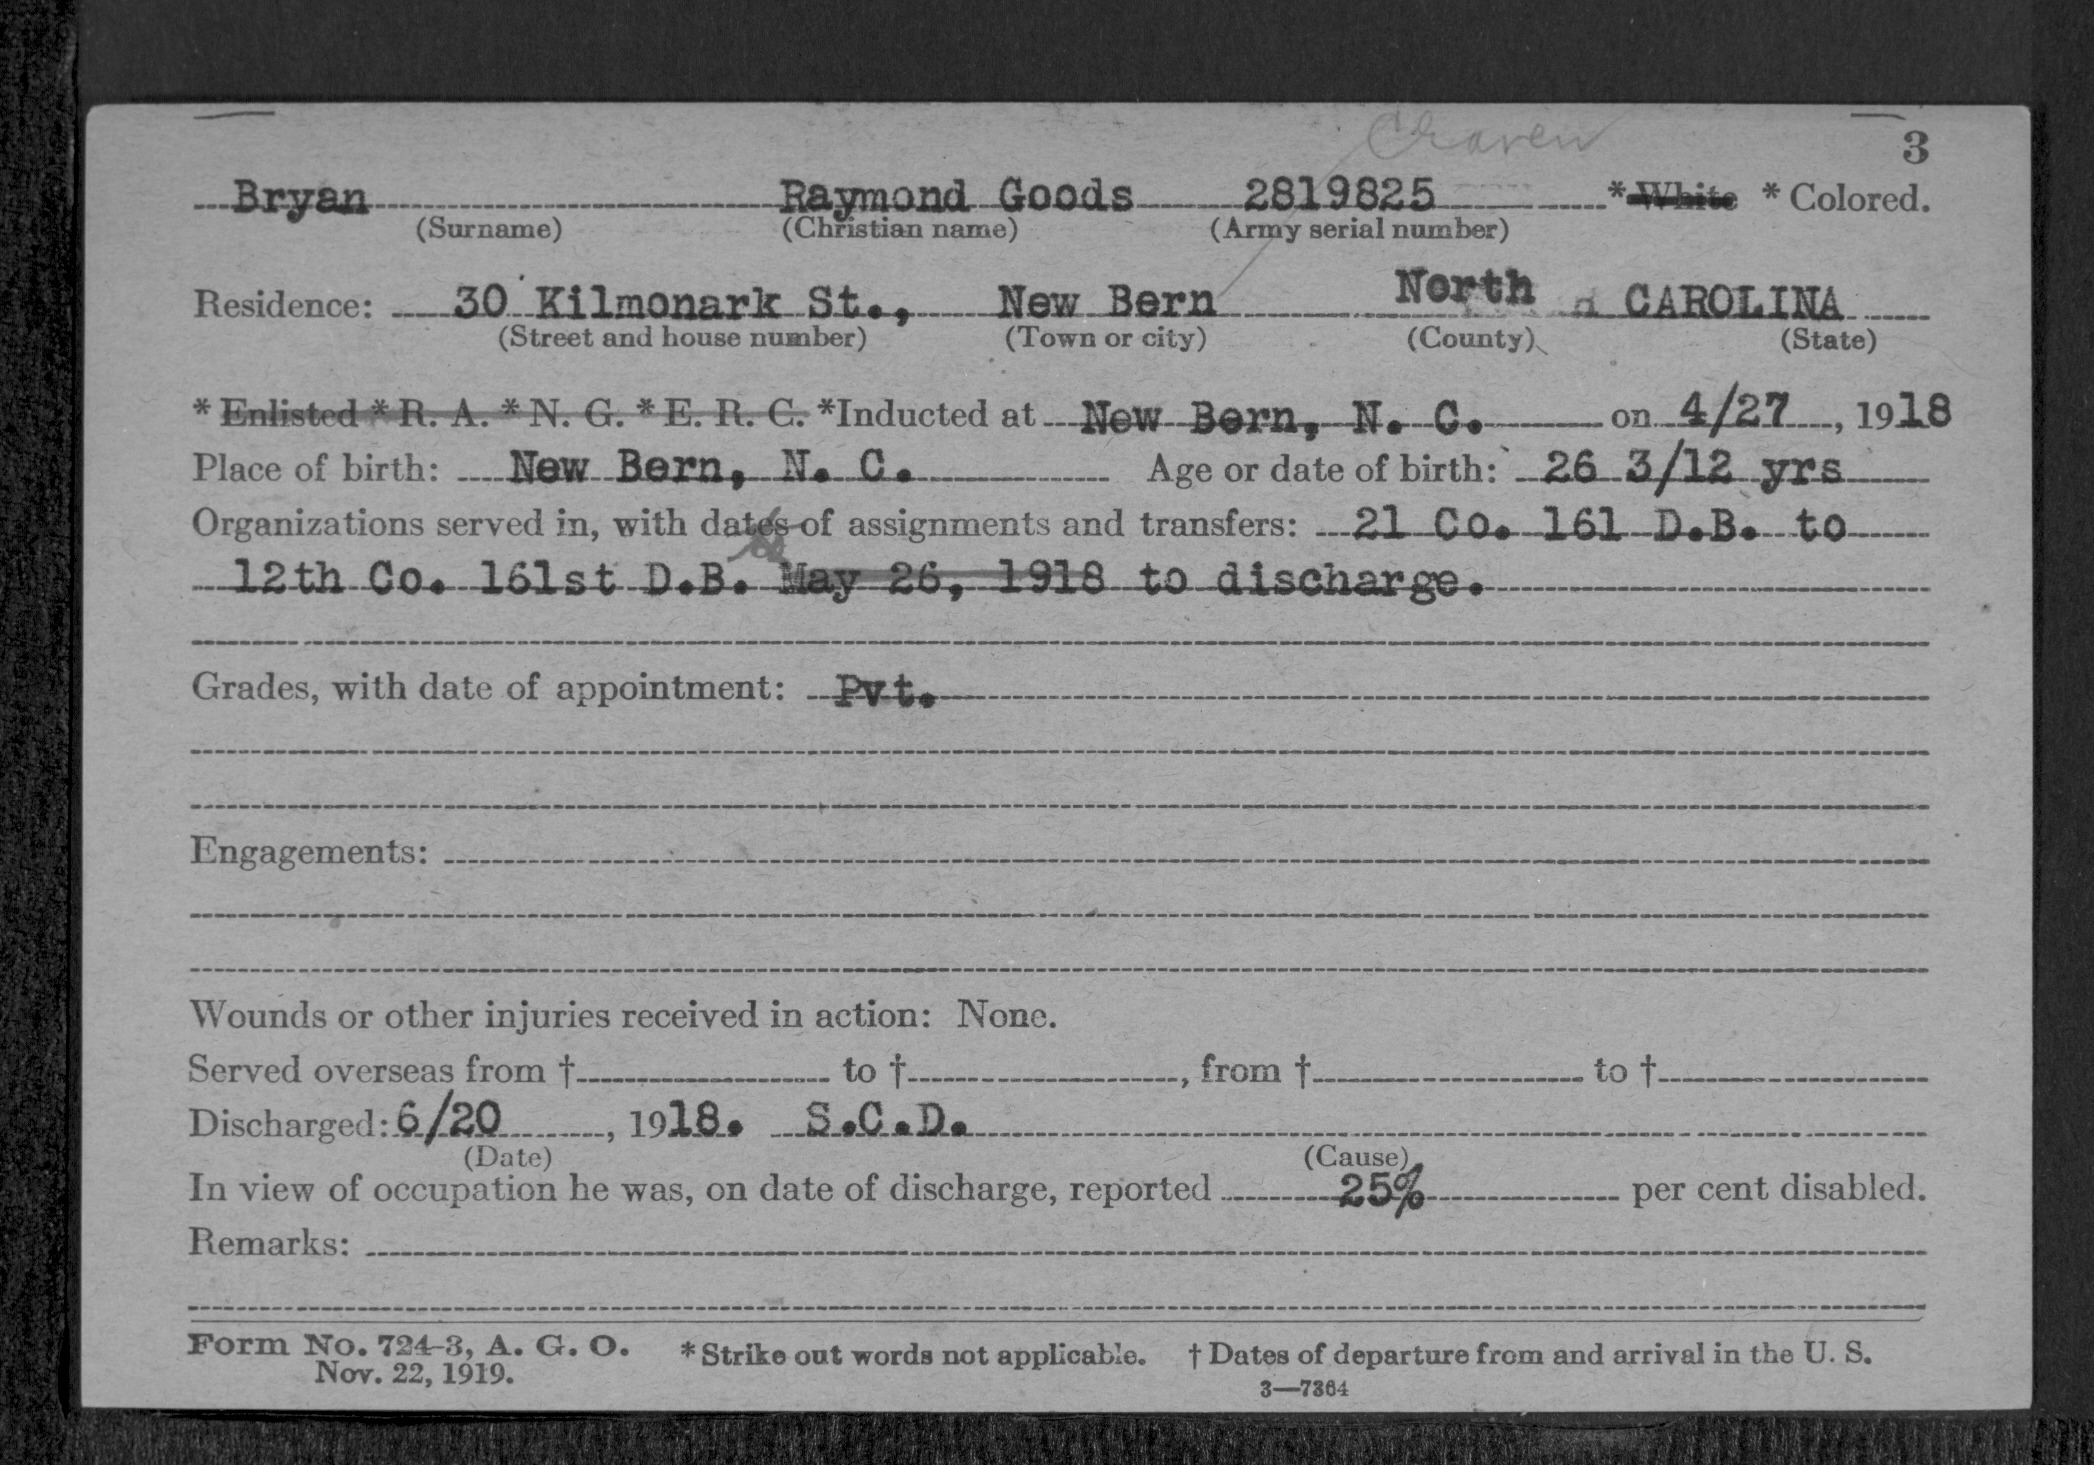 Craven
3
Bryan Raymond Goods 2819825 * White * Colored.
(Surname) (Christian name) (Army serial number)
Residence: 30 Kilmonark St., New Bern North CAROLINA
(Street and house number) (Town or city) (County) (State)
* Enlisted * R. A. * N. G. * E. R. C. *Inducted at New Bern, N. C. on 4/27, 1918
Place of birth: New Bern, N. C. Age or date of birth: 26 3/12 yrs
Organizations served in, with dates of assignments and transfers: 21 Co. 161 D.B. to
12th Co. 161st D.B. May 26, 1918 to discharge.
Grades, with date of appointment: Pvt.
Engagements:
Wounds or other injuries received in action: None.
Served overseas from † to †, from † to †
Discharged: 6/20, 1918. S.C.D.
(Date) (Cause)
In view of occupation he was, on date of discharge, reported 25% per cent disabled.
Remarks:
Form No. 724-3, A. G. O. * Strike out words not applicable. † Dates of departure from and arrival in the U. S.
Nov. 22, 1919. 3—7364